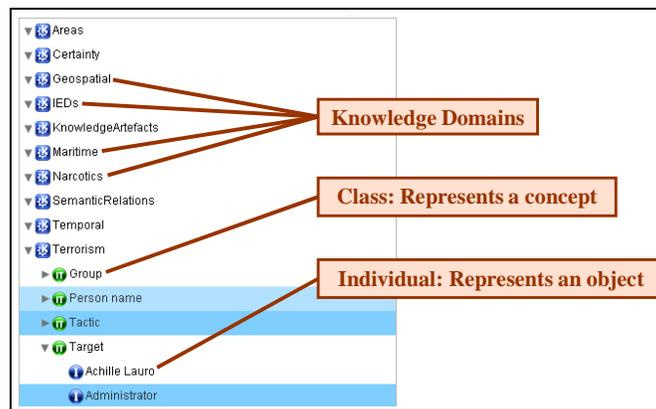 Areas
Certainty
Geospatial
IEDs
Knowledge Domains
KnowledgeArtefacts
Maritime
Narcotics
Class: Represents a concept
SemanticRelations
Temporal
Terrorism
Group
Individual: Represents an object
Person name
Tactic
Target
Achille Lauro
Administrator